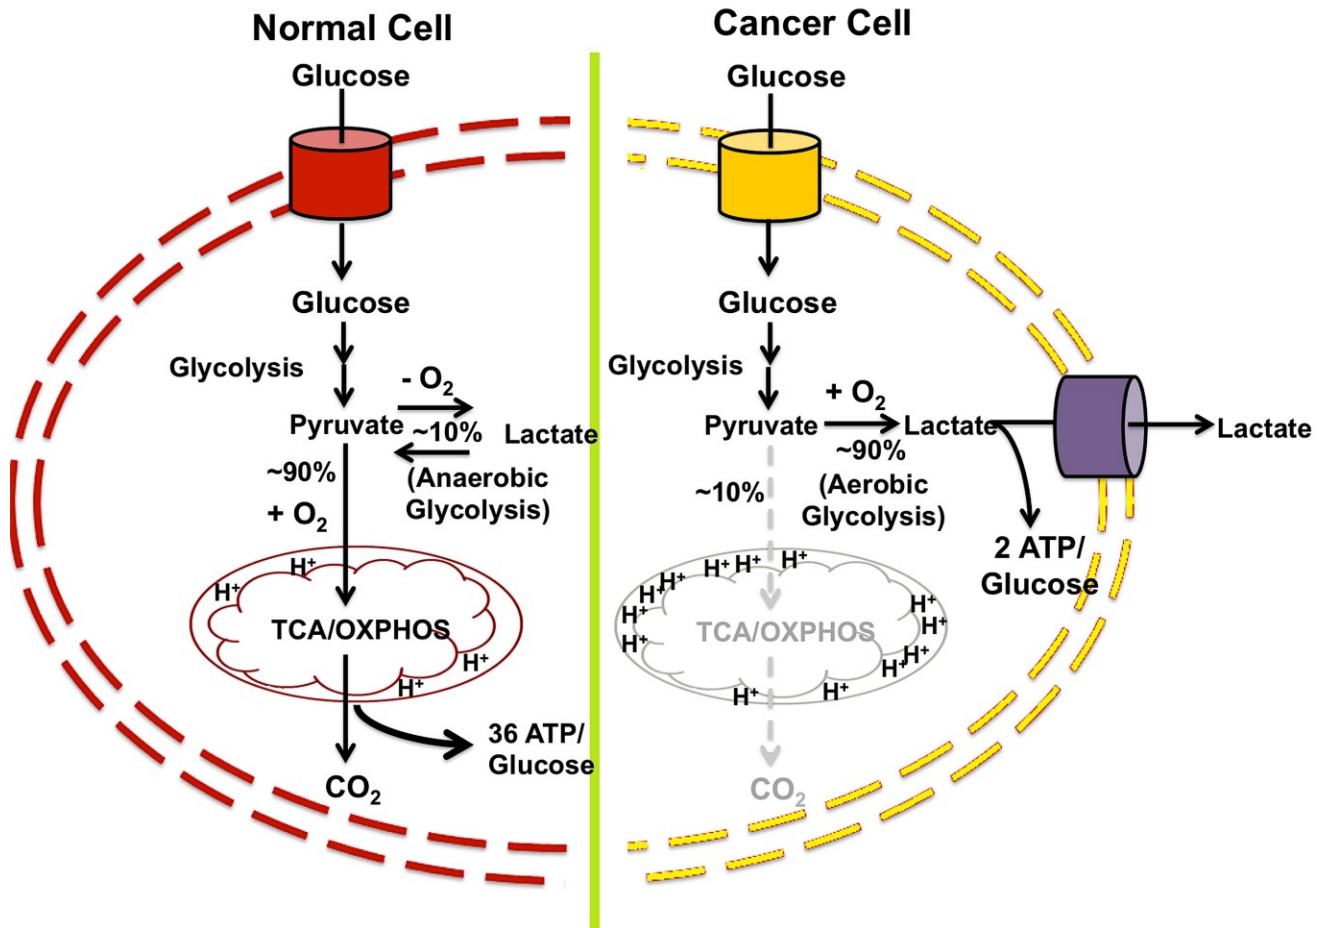 Normal Cell
Glucose
Glucose
Glycolysis
- O₂
Pyruvate
~10%
Lactate
~90%
(Anaerobic
Glycolysis)
+ O₂
H⁺
H⁺
TCA/OXPHOS
H⁺
H⁺
36 ATP/
Glucose
CO₂
Cancer Cell
Glucose
Glucose
Glycolysis
+ O₂
Pyruvate
Lactate
Lactate
~90%
(Aerobic
Glycolysis)
~10%
2 ATP/
Glucose
H⁺
H⁺
H⁺
H⁺
H⁺
H⁺
H⁺
H⁺
H⁺
TCA/OXPHOS
H⁺
H⁺
H⁺
H⁺
H⁺
CO₂